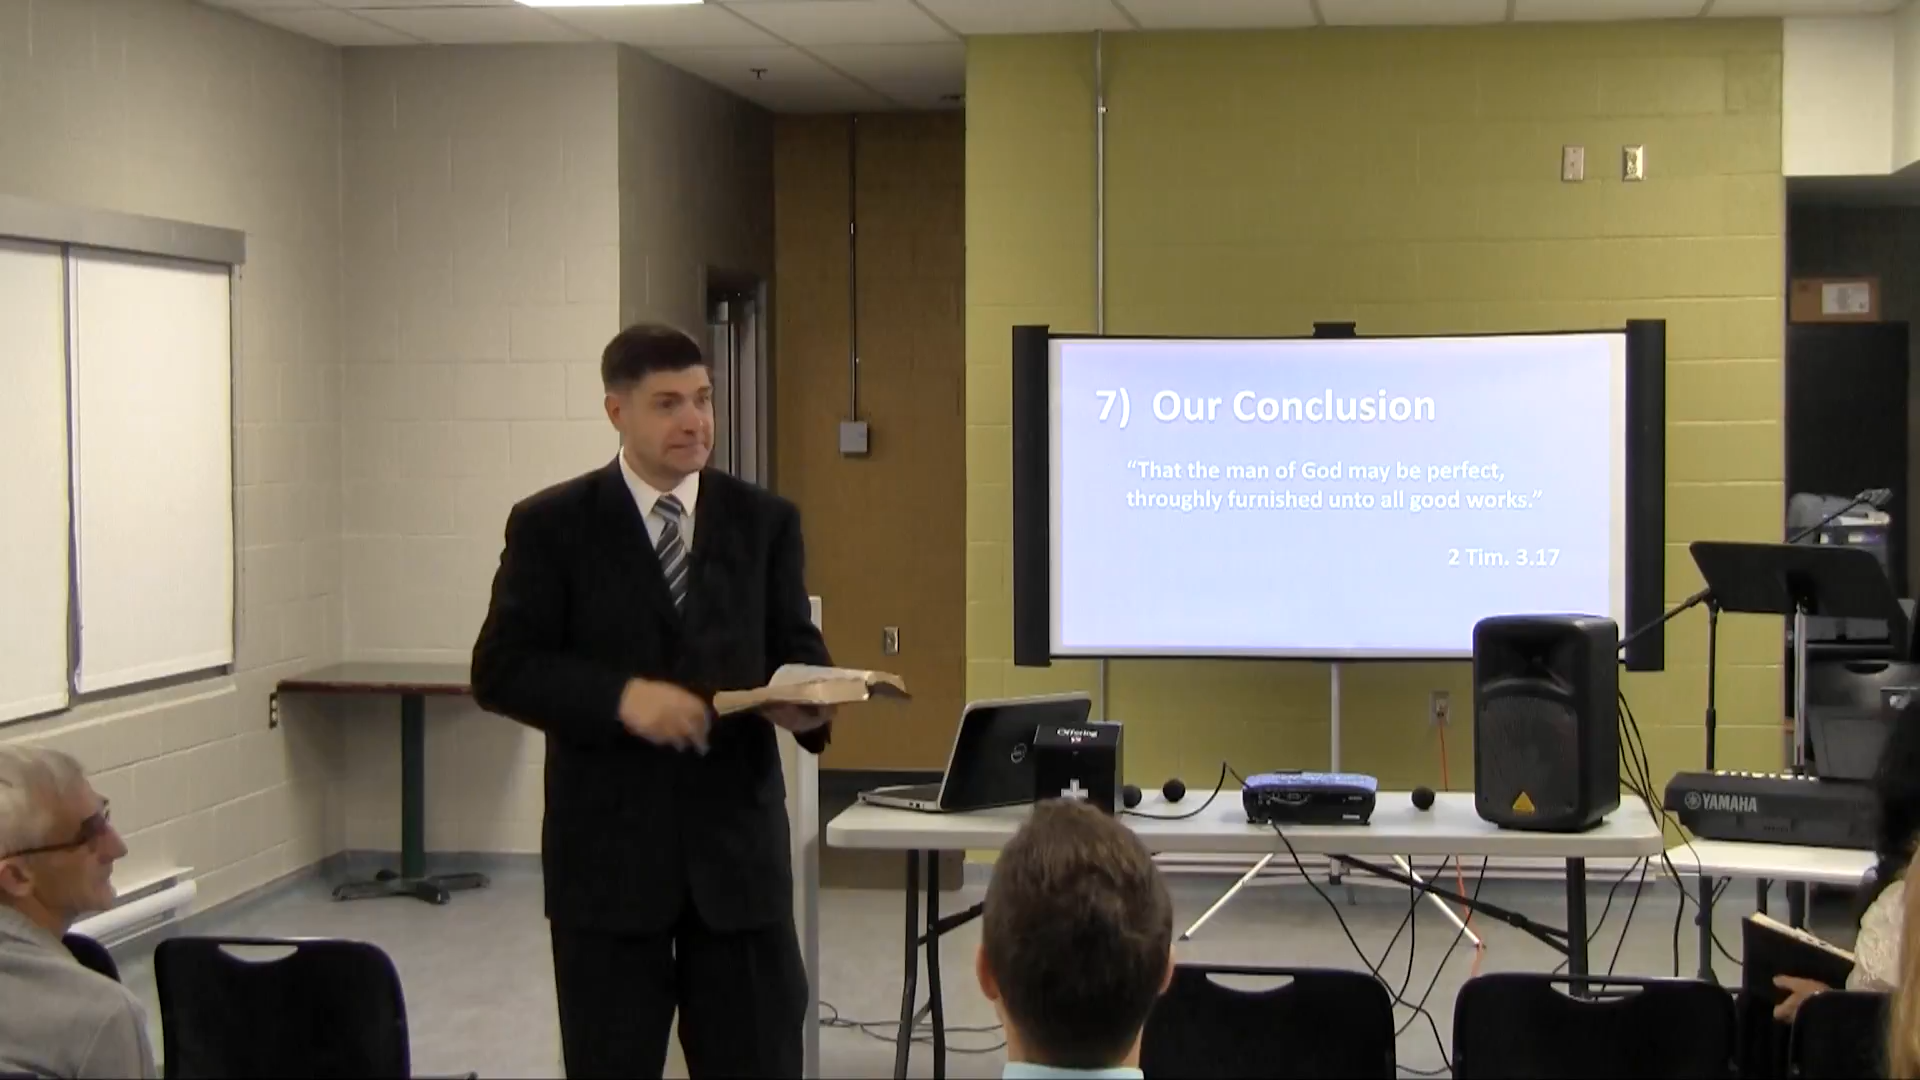 7) Our Conclusion
“That the man of God may be perfect,
throughly furnished unto all good works.”
2 Tim. 3.17
Offering
YAMAHA